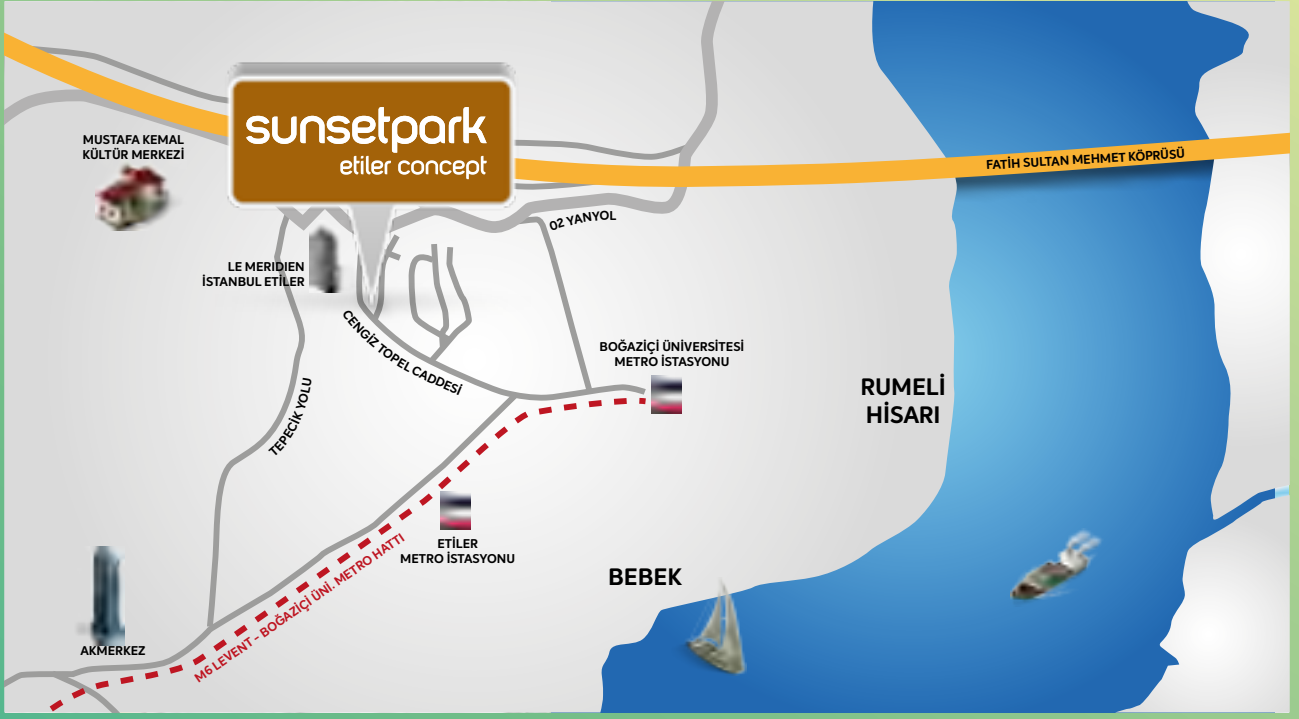 sunsetpark
etiler concept
MUSTAFA KEMAL
KÜLTÜR MERKEZİ
FATİH SULTAN MEHMET KÖPRÜSÜ
02 YANYOL
LE MERIDIEN
İSTANBUL ETİLER
CENGİZ TOPEL CADDESİ
BOĞAZİÇİ ÜNİVERSİTESİ
METRO İSTASYONU
RUMELİ
HİSARI
TEPECİK YOLU
ETİLER
METRO İSTASYONU
M6 LEVENT - BOĞAZİÇİ ÜNİ. METRO HATTI
BEBEK
AKMERKEZ